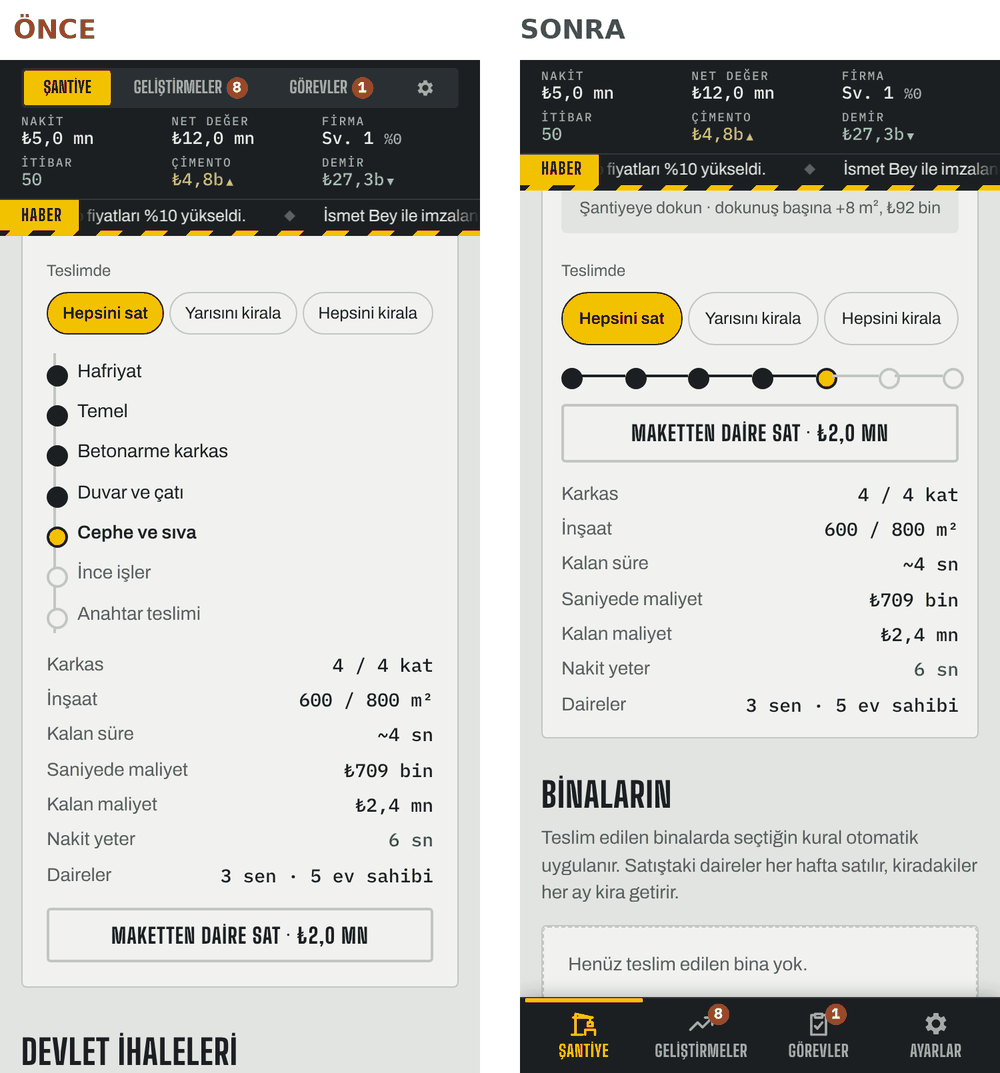 ÖNCE
ŞANTİYE GELİŞTİRMELER 8 GÖREVLER 1
NAKİT NET DEĞER FİRMA
₺5,0 mn ₺12,0 mn Sv. 1 %0
İTİBAR ÇİMENTO DEMİR
50 ₺4,8b▲ ₺27,3b▼
HABER fiyatları %10 yükseldi. ◆ İsmet Bey ile imzalan
Teslimde
Hepsini sat Yarısını kirala Hepsini kirala
Hafriyat
Temel
Betonarme karkas
Duvar ve çatı
Cephe ve sıva
İnce işler
Anahtar teslimi
Karkas 4 / 4 kat
İnşaat 600 / 800 m²
Kalan süre ~4 sn
Saniyede maliyet ₺709 bin
Kalan maliyet ₺2,4 mn
Nakit yeter 6 sn
Daireler 3 sen · 5 ev sahibi
MAKETTEN DAİRE SAT · ₺2,0 MN
DEVLET İHALELERİ
SONRA
NAKİT NET DEĞER FİRMA
₺5,0 mn ₺12,0 mn Sv. 1 %0
İTİBAR ÇİMENTO DEMİR
50 ₺4,8b▲ ₺27,3b▼
HABER fiyatları %10 yükseldi. ◆ İsmet Bey ile imzalan
Şantiyeye dokun · dokunuş başına +8 m², ₺92 bin
Teslimde
Hepsini sat Yarısını kirala Hepsini kirala
MAKETTEN DAİRE SAT · ₺2,0 MN
Karkas 4 / 4 kat
İnşaat 600 / 800 m²
Kalan süre ~4 sn
Saniyede maliyet ₺709 bin
Kalan maliyet ₺2,4 mn
Nakit yeter 6 sn
Daireler 3 sen · 5 ev sahibi
BİNALARIN
Teslim edilen binalarda seçtiğin kural otomatik
uygulanır. Satıştaki daireler her hafta satılır, kiradakiler
her ay kira getirir.
Henüz teslim edilen bina yok.
8 1
ŞANTİYE GELİŞTİRMELER GÖREVLER AYARLAR